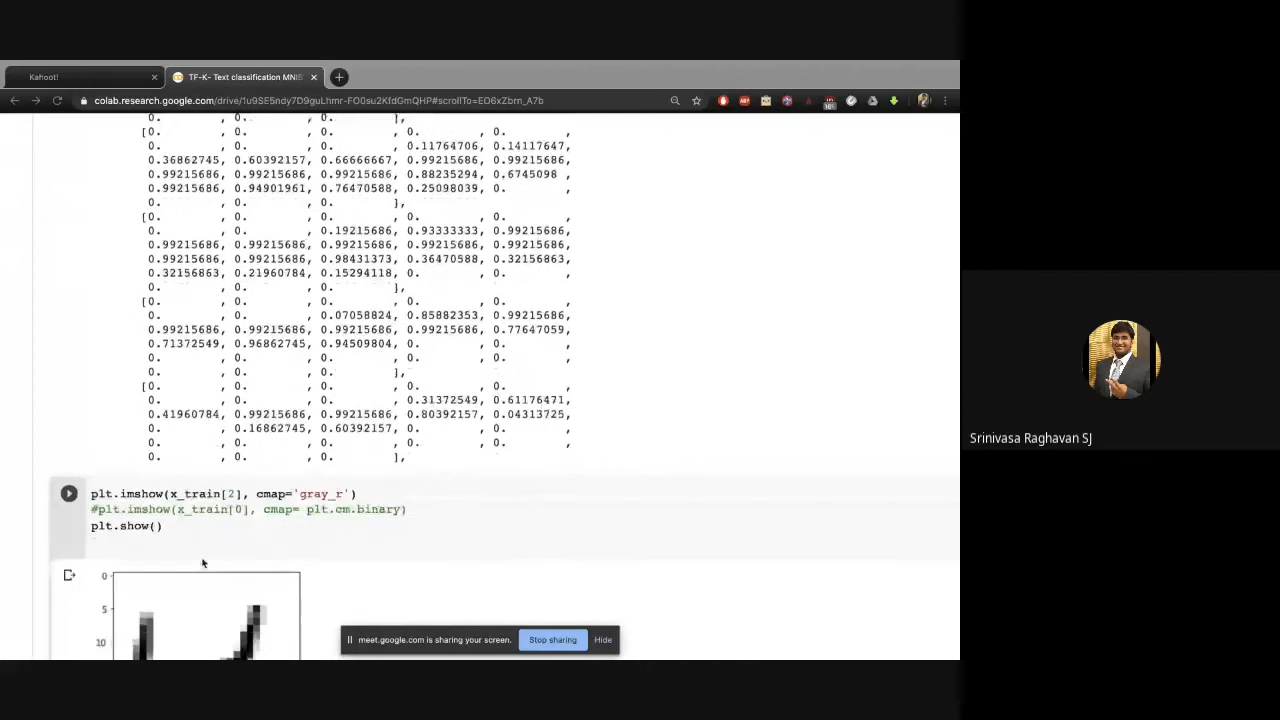 Kahoot!
TF-K- Text classification MNIS
colab.research.google.com/drive/1u9SE5ndy7D9guLhmr-FO0su2KfdGmQHP#scrollTo=EO6xZbrn_A7b
0. , 0. , 0. ],
[0. , 0. , 0. , 0. , 0. ,
0. , 0. , 0. , 0.11764706, 0.14117647,
0.36862745, 0.60392157, 0.66666667, 0.99215686, 0.99215686,
0.99215686, 0.99215686, 0.99215686, 0.88235294, 0.6745098 ,
0.99215686, 0.94901961, 0.76470588, 0.25098039, 0. ,
0. , 0. , 0. ],
[0. , 0. , 0. , 0. , 0. ,
0. , 0. , 0.19215686, 0.93333333, 0.99215686,
0.99215686, 0.99215686, 0.99215686, 0.99215686, 0.99215686,
0.99215686, 0.99215686, 0.98431373, 0.36470588, 0.32156863,
0.32156863, 0.21960784, 0.15294118, 0. , 0. ,
0. , 0. , 0. ],
[0. , 0. , 0. , 0. , 0. ,
0. , 0. , 0.07058824, 0.85882353, 0.99215686,
0.99215686, 0.99215686, 0.99215686, 0.99215686, 0.77647059,
0.71372549, 0.96862745, 0.94509804, 0. , 0. ,
0. , 0. , 0. , 0. , 0. ,
0. , 0. , 0. ],
[0. , 0. , 0. , 0. , 0. ,
0. , 0. , 0. , 0.31372549, 0.61176471,
0.41960784, 0.99215686, 0.99215686, 0.80392157, 0.04313725,
0. , 0.16862745, 0.60392157, 0. , 0. ,
0. , 0. , 0. , 0. , 0. ,
0. , 0. , 0. ],
plt.imshow(x_train[2], cmap='gray_r')
#plt.imshow(x_train[0], cmap= plt.cm.binary)
plt.show()
0
5
10
meet.google.com is sharing your screen.
Stop sharing
Hide
Srinivasa Raghavan SJ